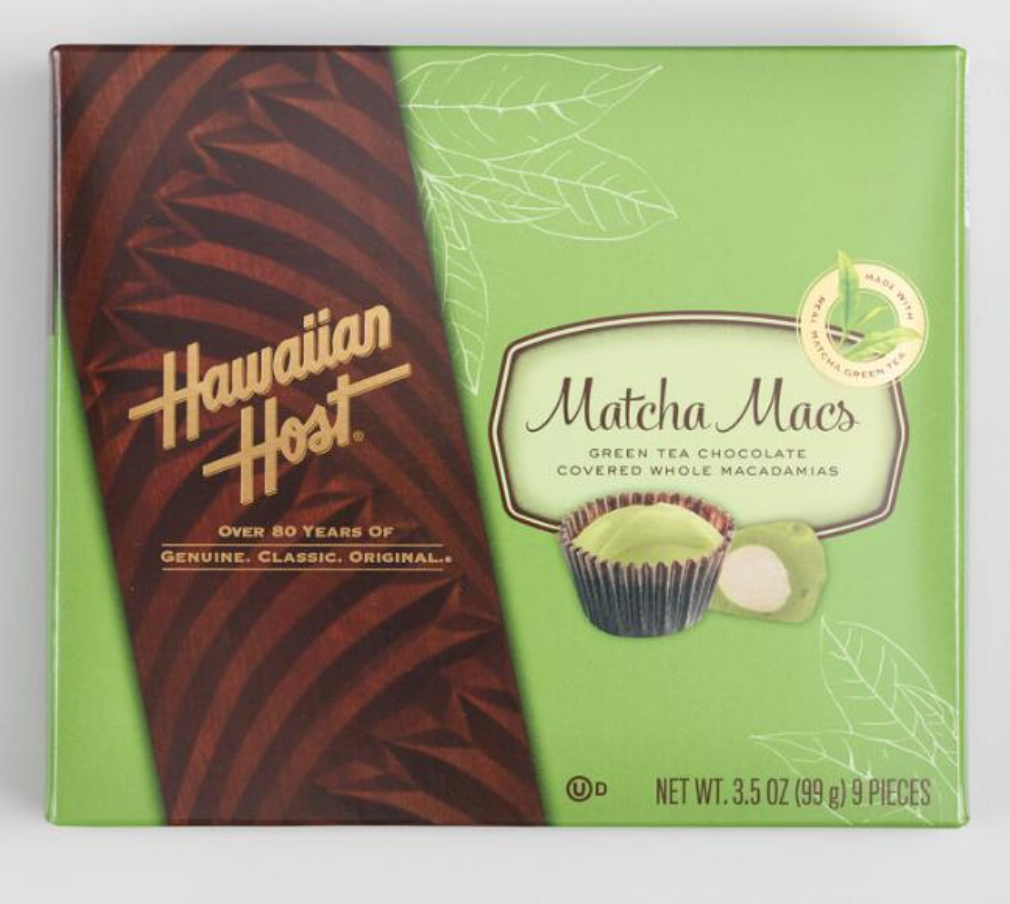 Hawaiian
Host®
OVER 80 YEARS OF
GENUINE. CLASSIC. ORIGINAL.®
MADE WITH
REAL MATCHA GREEN TEA
Matcha Macs
GREEN TEA CHOCOLATE
COVERED WHOLE MACADAMIAS
U D
NET WT. 3.5 OZ (99 g) 9 PIECES